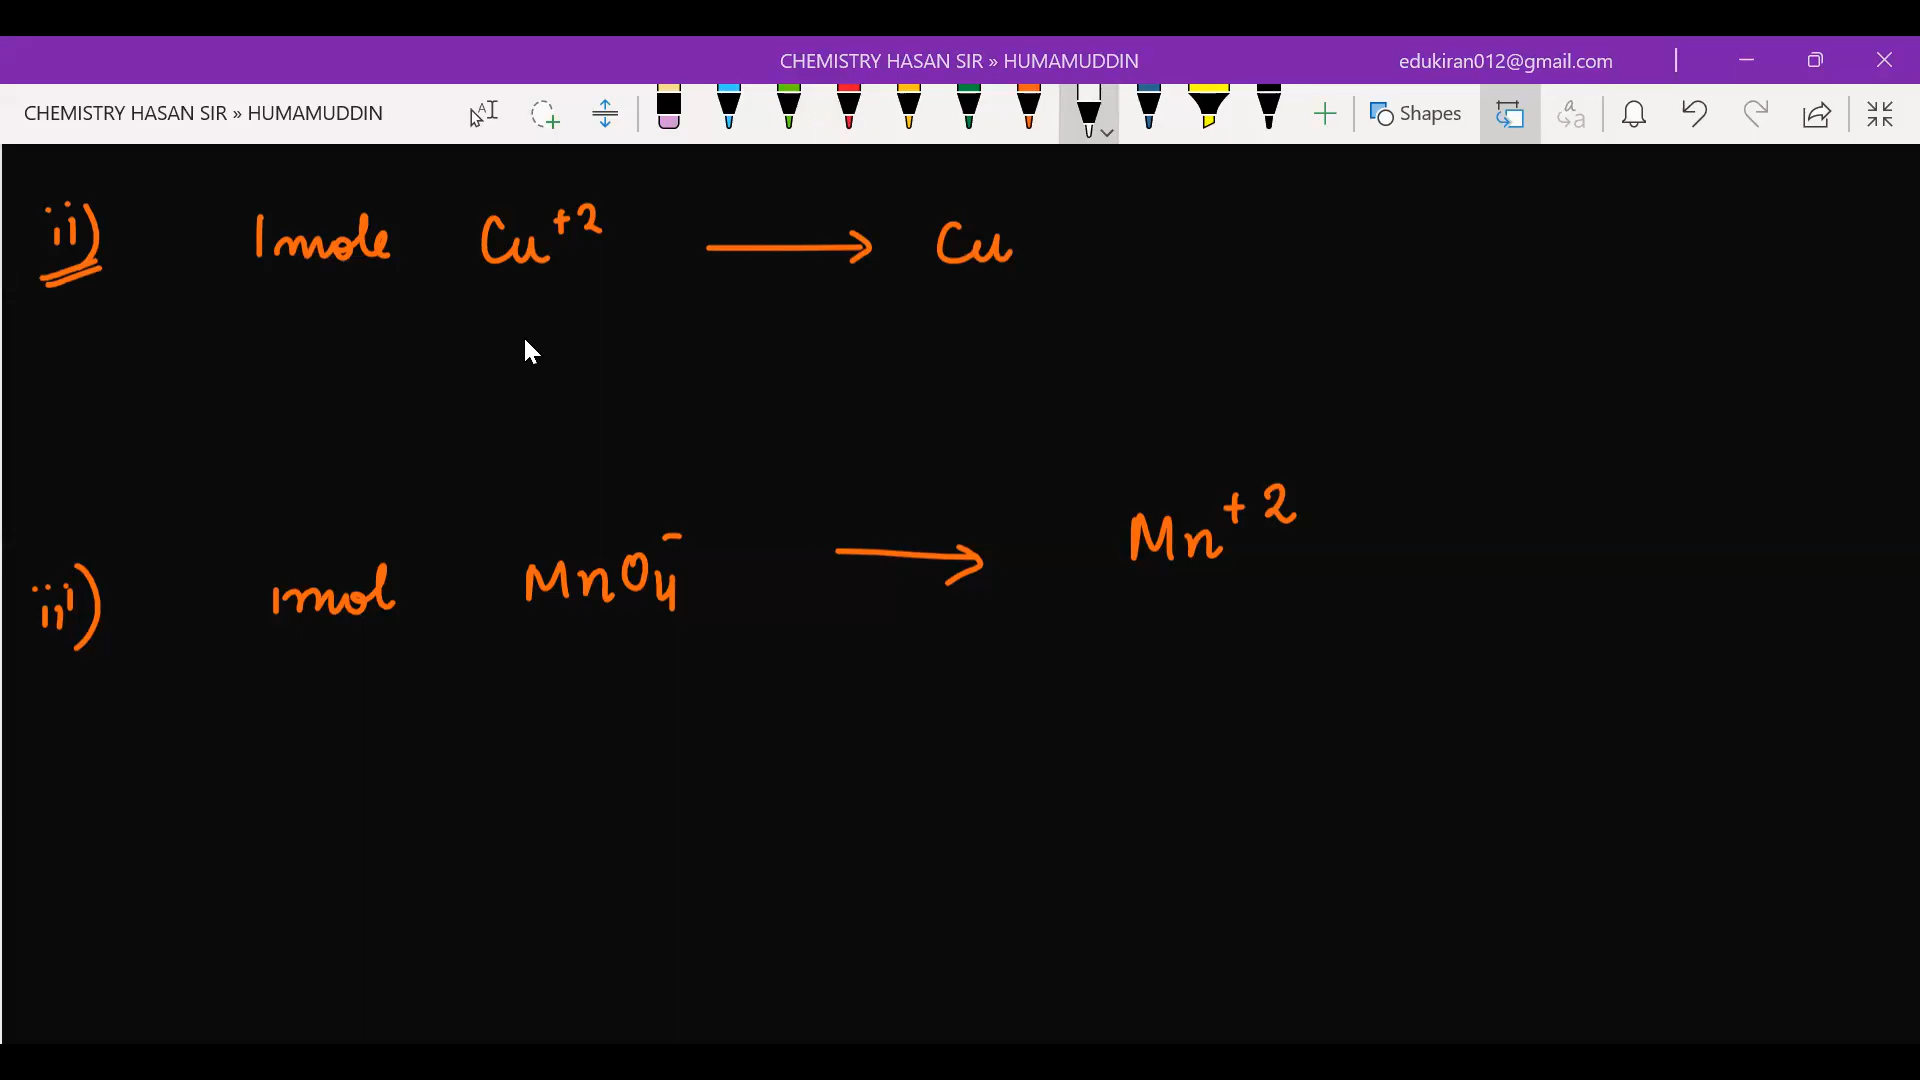 CHEMISTRY HASAN SIR » HUMAMUDDIN edukiran012@gmail.com
CHEMISTRY HASAN SIR » HUMAMUDDIN Shapes
ii) 1mole Cu⁺² ⟶ Cu
iii) 1mol MnO₄⁻ ⟶ Mn⁺²